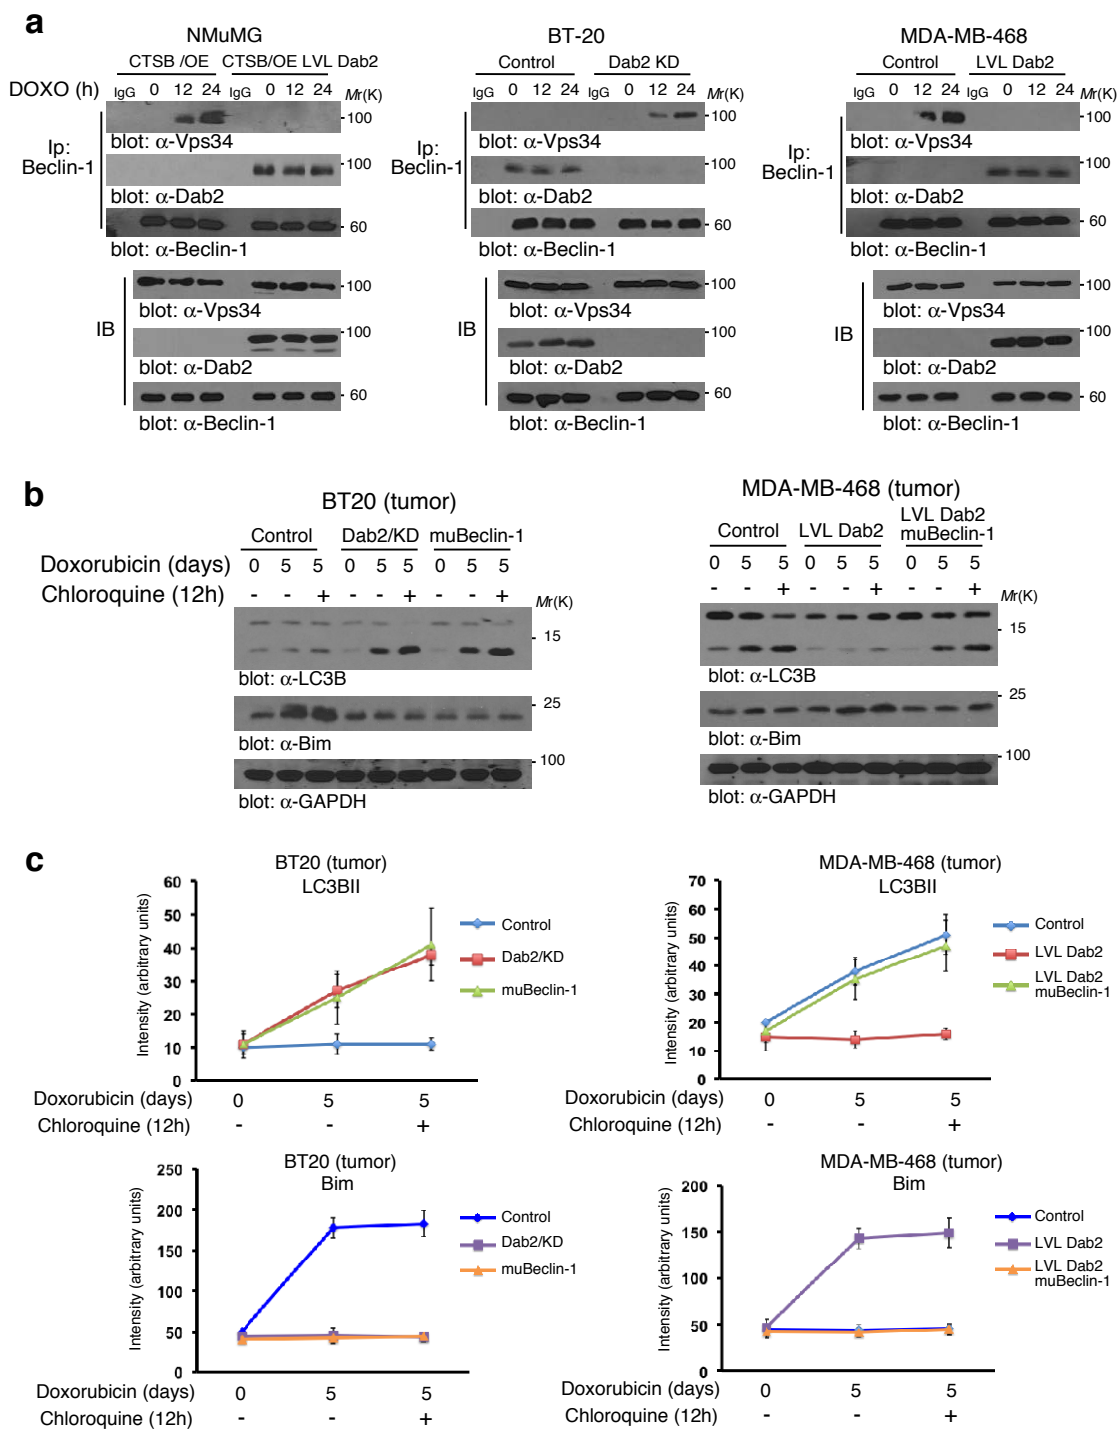 a
NMuMG
CTSB /OE CTSB/OE LVL Dab2
DOXO (h) IgG 0 12 24 IgG 0 12 24 Mr(K)
Ip: Beclin-1
100
blot: α-Vps34
100
blot: α-Dab2
60
blot: α-Beclin-1
IB
100
blot: α-Vps34
100
blot: α-Dab2
60
blot: α-Beclin-1
BT-20
Control Dab2 KD
IgG 0 12 24 IgG 0 12 24 Mr(K)
Ip: Beclin-1
100
blot: α-Vps34
100
blot: α-Dab2
60
blot: α-Beclin-1
IB
100
blot: α-Vps34
100
blot: α-Dab2
60
blot: α-Beclin-1
MDA-MB-468
Control LVL Dab2
IgG 0 12 24 IgG 0 12 24 Mr(K)
Ip: Beclin-1
100
blot: α-Vps34
100
blot: α-Dab2
60
blot: α-Beclin-1
IB
100
blot: α-Vps34
100
blot: α-Dab2
60
blot: α-Beclin-1
b
BT20 (tumor)
Control Dab2/KD muBeclin-1
Doxorubicin (days) 0 5 5 0 5 5 0 5 5
Chloroquine (12h) - - + - - + - - + Mr(K)
15
blot: α-LC3B
25
blot: α-Bim
100
blot: α-GAPDH
MDA-MB-468 (tumor)
Control LVL Dab2 LVL Dab2 muBeclin-1
0 5 5 0 5 5 0 5 5
- - + - - + - - + Mr(K)
15
blot: α-LC3B
25
blot: α-Bim
100
blot: α-GAPDH
c
BT20 (tumor)
LC3BII
Intensity (arbitrary units)
60
50
40
30
20
10
0
Control
Dab2/KD
muBeclin-1
Doxorubicin (days) 0 5 5
Chloroquine (12h) - - +
MDA-MB-468 (tumor)
LC3BII
Intensity (arbitrary units)
70
60
50
40
30
20
10
0
Control
LVL Dab2
LVL Dab2
muBeclin-1
Doxorubicin (days) 0 5 5
Chloroquine (12h) - - +
BT20 (tumor)
Bim
Intensity (arbitrary units)
250
200
150
100
50
0
Control
Dab2/KD
muBeclin-1
Doxorubicin (days) 0 5 5
Chloroquine (12h) - - +
MDA-MB-468 (tumor)
Bim
Intensity (arbitrary units)
200
150
100
50
0
Control
LVL Dab2
LVL Dab2
muBeclin-1
Doxorubicin (days) 0 5 5
Chloroquine (12h) - - +